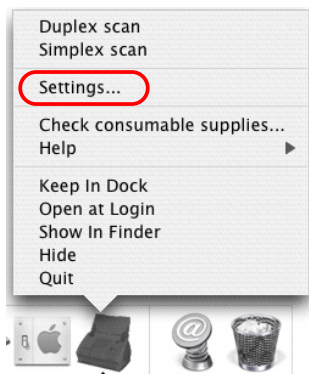 Duplex scan
Simplex scan
Settings...
Check consumable supplies...
Help
Keep In Dock
Open at Login
Show In Finder
Hide
Quit
@